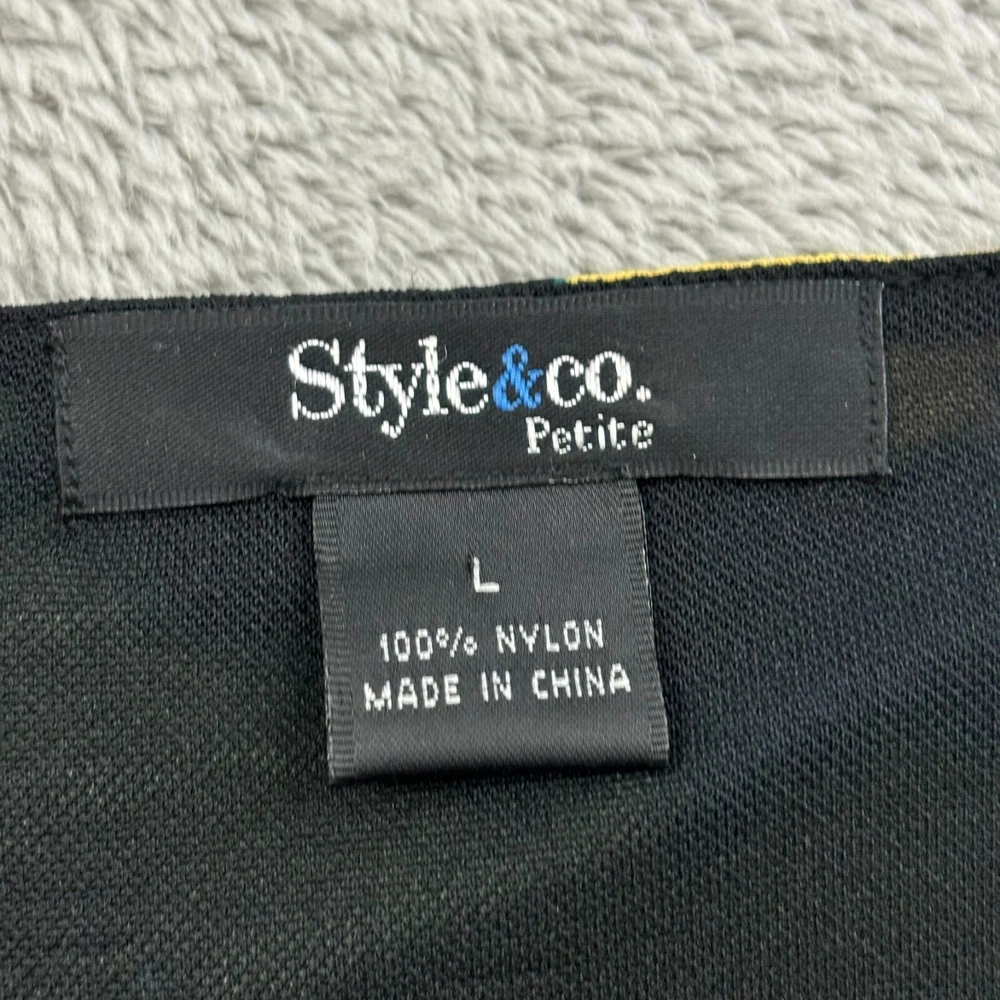 Style&co.
Petite
L
100% NYLON
MADE IN CHINA